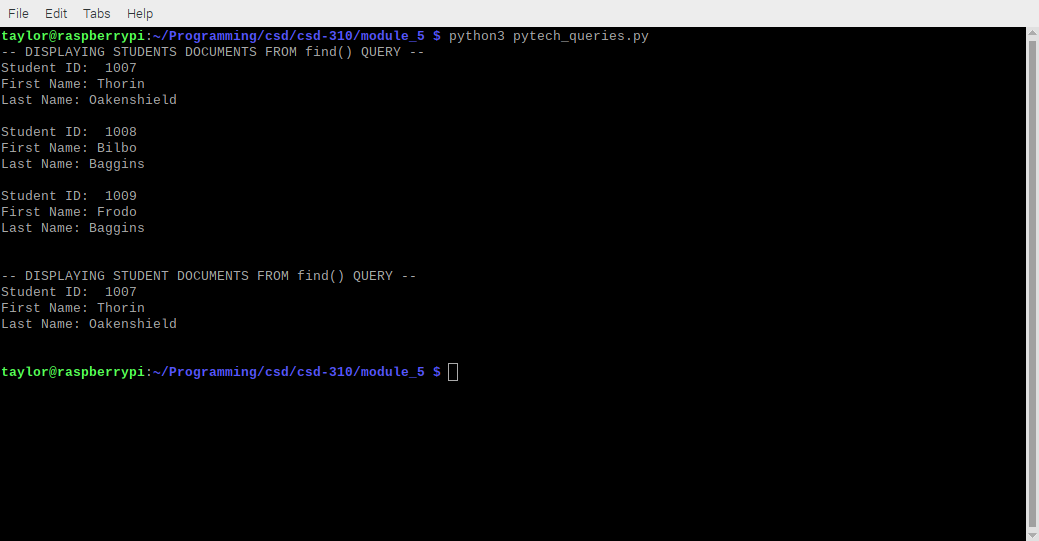 File Edit Tabs Help
taylor@raspberrypi:~/Programming/csd/csd-310/module_5 $ python3 pytech_queries.py
-- DISPLAYING STUDENTS DOCUMENTS FROM find() QUERY --
Student ID:  1007
First Name: Thorin
Last Name: Oakenshield

Student ID:  1008
First Name: Bilbo
Last Name: Baggins

Student ID:  1009
First Name: Frodo
Last Name: Baggins


-- DISPLAYING STUDENT DOCUMENTS FROM find() QUERY --
Student ID:  1007
First Name: Thorin
Last Name: Oakenshield


taylor@raspberrypi:~/Programming/csd/csd-310/module_5 $